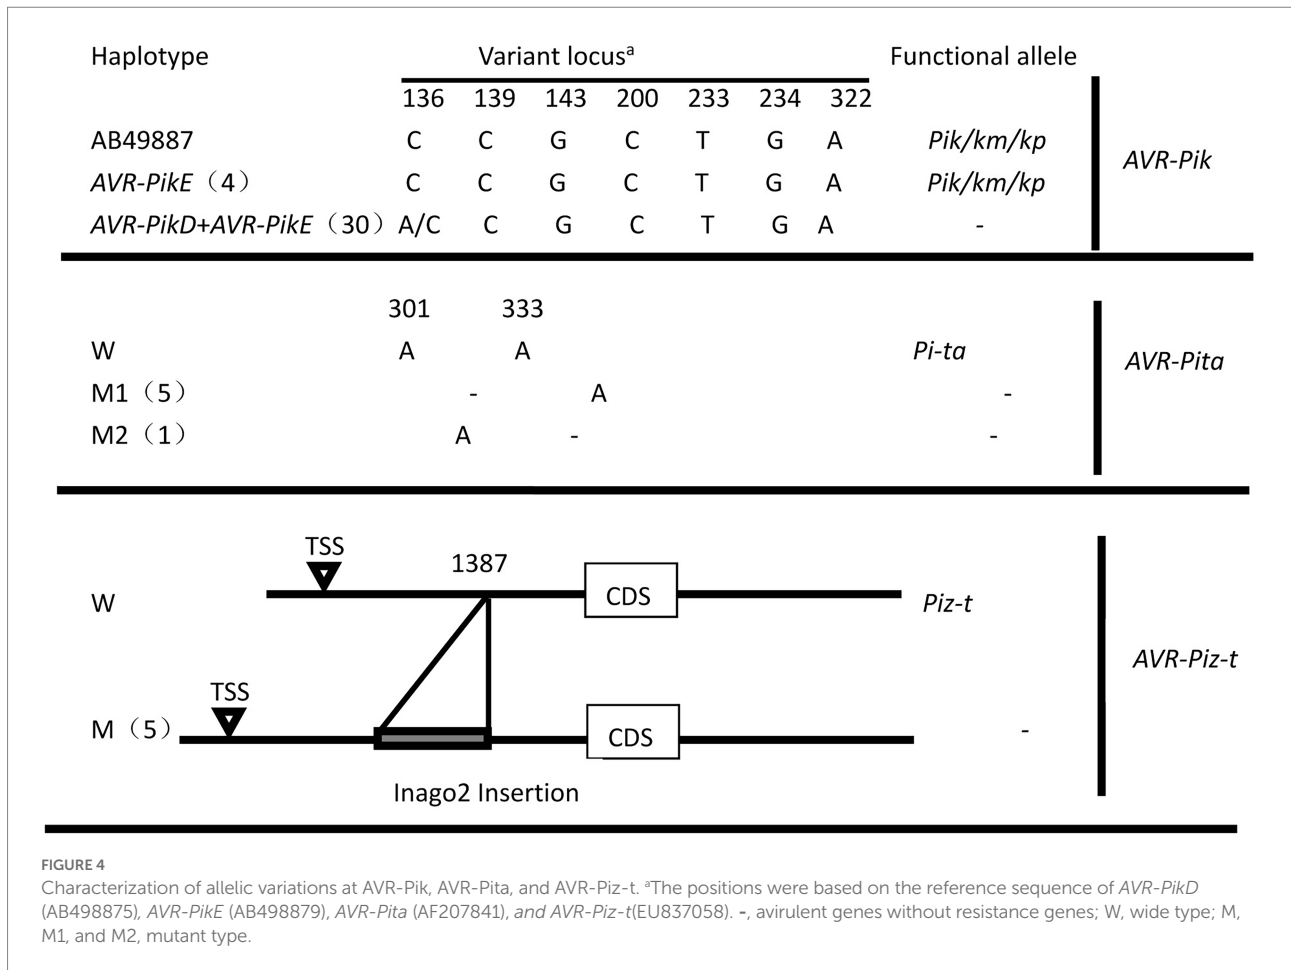 Haplotype Variant locusᵃ Functional allele
136 139 143 200 233 234 322
AB49887 C C G C T G A Pik/km/kp
AVR-PikE（4） C C G C T G A Pik/km/kp
AVR-Pik
AVR-PikD+AVR-PikE（30） A/C C G C T G A -
301 333
W A A Pi-ta
AVR-Pita
M1（5） - A -
M2（1） A - -
TSS
1387
W CDS Piz-t
AVR-Piz-t
TSS
M（5） CDS -
Inago2 Insertion
FIGURE 4
Characterization of allelic variations at AVR-Pik, AVR-Pita, and AVR-Piz-t. ᵃThe positions were based on the reference sequence of AVR-PikD
(AB498875), AVR-PikE (AB498879), AVR-Pita (AF207841), and AVR-Piz-t(EU837058). -, avirulent genes without resistance genes; W, wide type; M,
M1, and M2, mutant type.